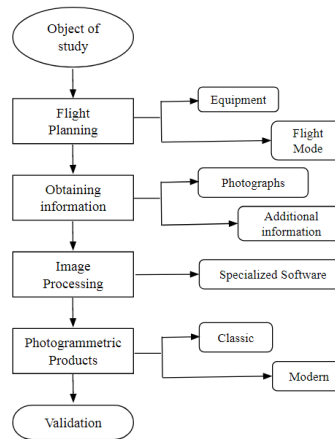 Object of
study
Flight
Planning
Equipment
Flight
Mode
Obtaining
information
Photographs
Additional
information
Image
Processing
Specialized Software
Photogrammetric
Products
Classic
Modern
Validation